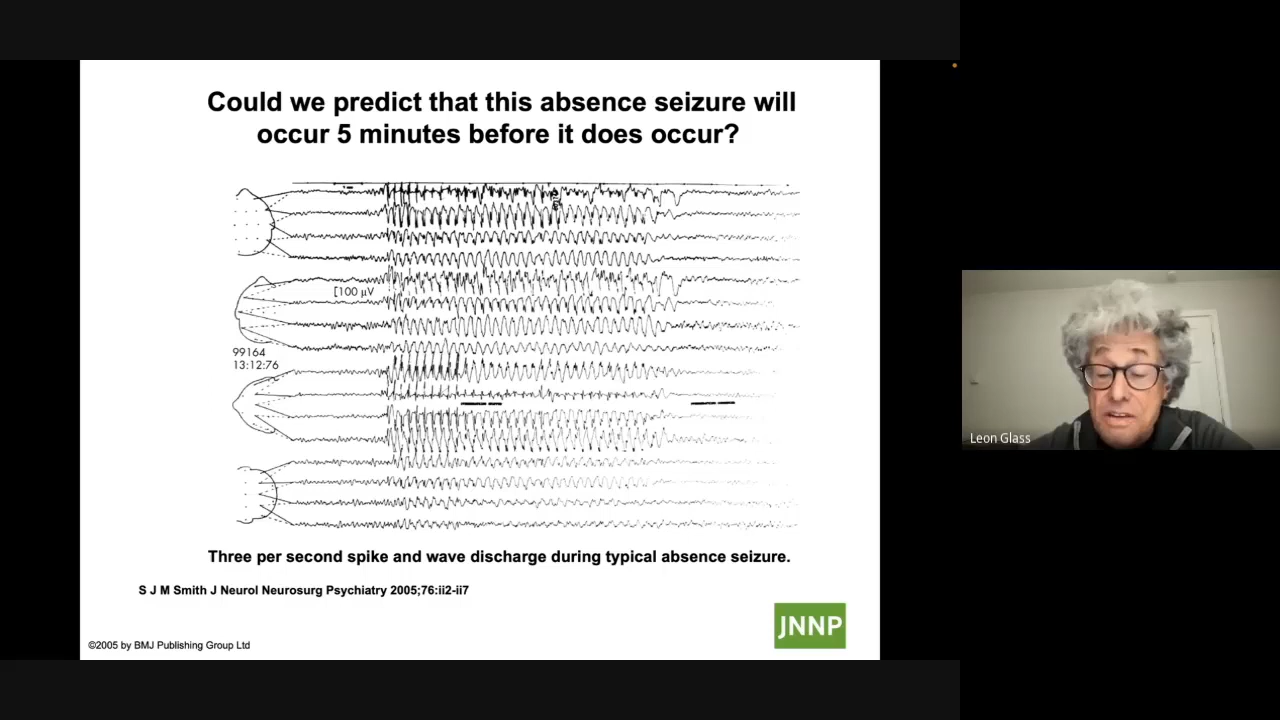 Could we predict that this absence seizure will
occur 5 minutes before it does occur?
[100 µV
99164
13:12:76
Three per second spike and wave discharge during typical absence seizure.
S J M Smith J Neurol Neurosurg Psychiatry 2005;76:ii2-ii7
JNNP
©2005 by BMJ Publishing Group Ltd
Leon Glass